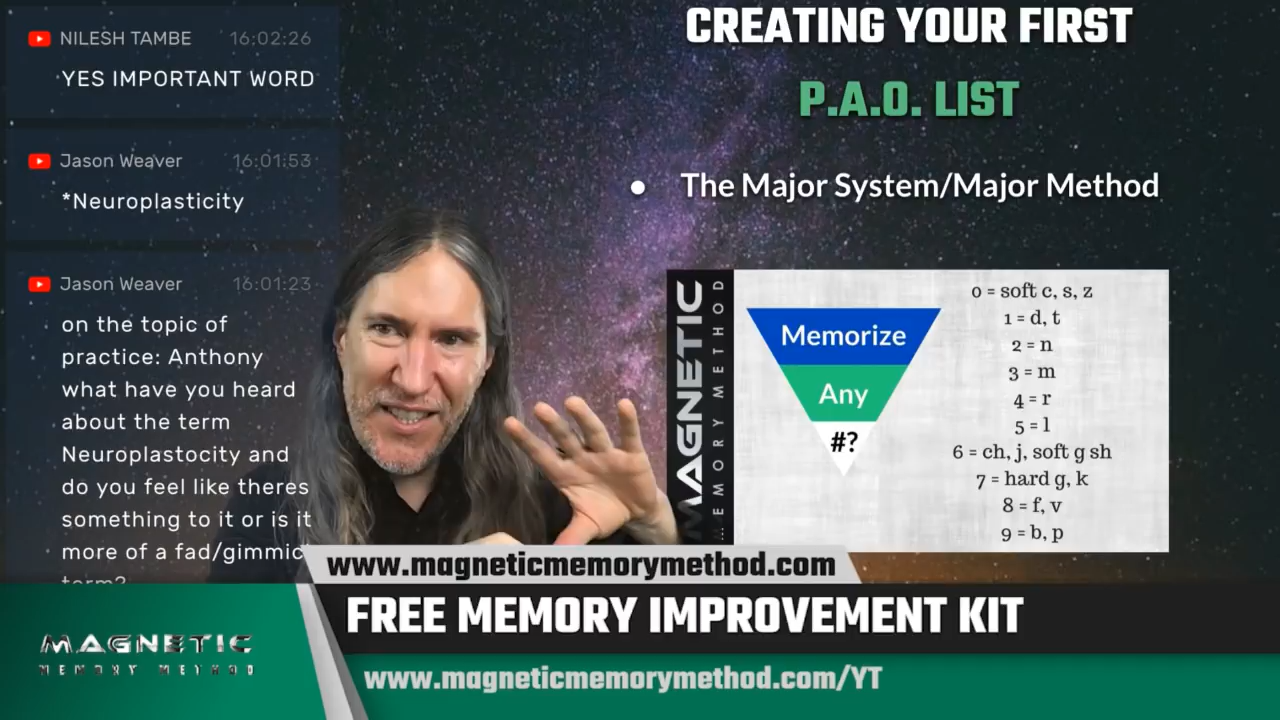 NILESH TAMBE 16:02:26
YES IMPORTANT WORD
Jason Weaver 16:01:53
*Neuroplasticity
Jason Weaver 16:01:23
on the topic of
practice: Anthony
what have you heard
about the term
Neuroplastocity and
do you feel like theres
something to it or is it
more of a fad/gimmic
term?
CREATING YOUR FIRST
P.A.O. LIST
• The Major System/Major Method
MAGNETIC
... EMORY METHOD
Memorize
Any
#?
0 = soft c, s, z
1 = d, t
2 = n
3 = m
4 = r
5 = l
6 = ch, j, soft g sh
7 = hard g, k
8 = f, v
9 = b, p
www.magneticmemorymethod.com
FREE MEMORY IMPROVEMENT KIT
MAGNETIC
MEMORY METHOD
www.magneticmemorymethod.com/YT